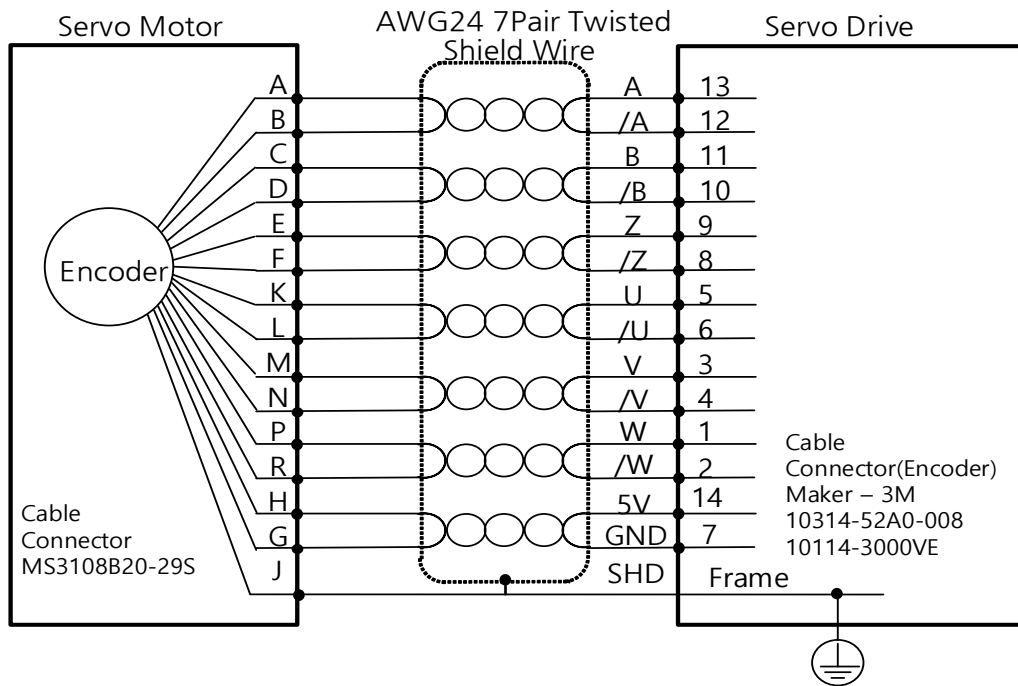 Servo Motor
AWG24 7Pair Twisted
Shield Wire
Servo Drive
A
A
13
B
/A
12
C
B
11
D
/B
10
E
Z
9
F
/Z
8
Encoder
K
U
5
L
/U
6
M
V
3
N
/V
4
P
W
1
R
/W
2
H
5V
14
G
GND
7
J
SHD
Frame
Cable
Connector
MS3108B20-29S
Cable
Connector(Encoder)
Maker – 3M
10314-52A0-008
10114-3000VE